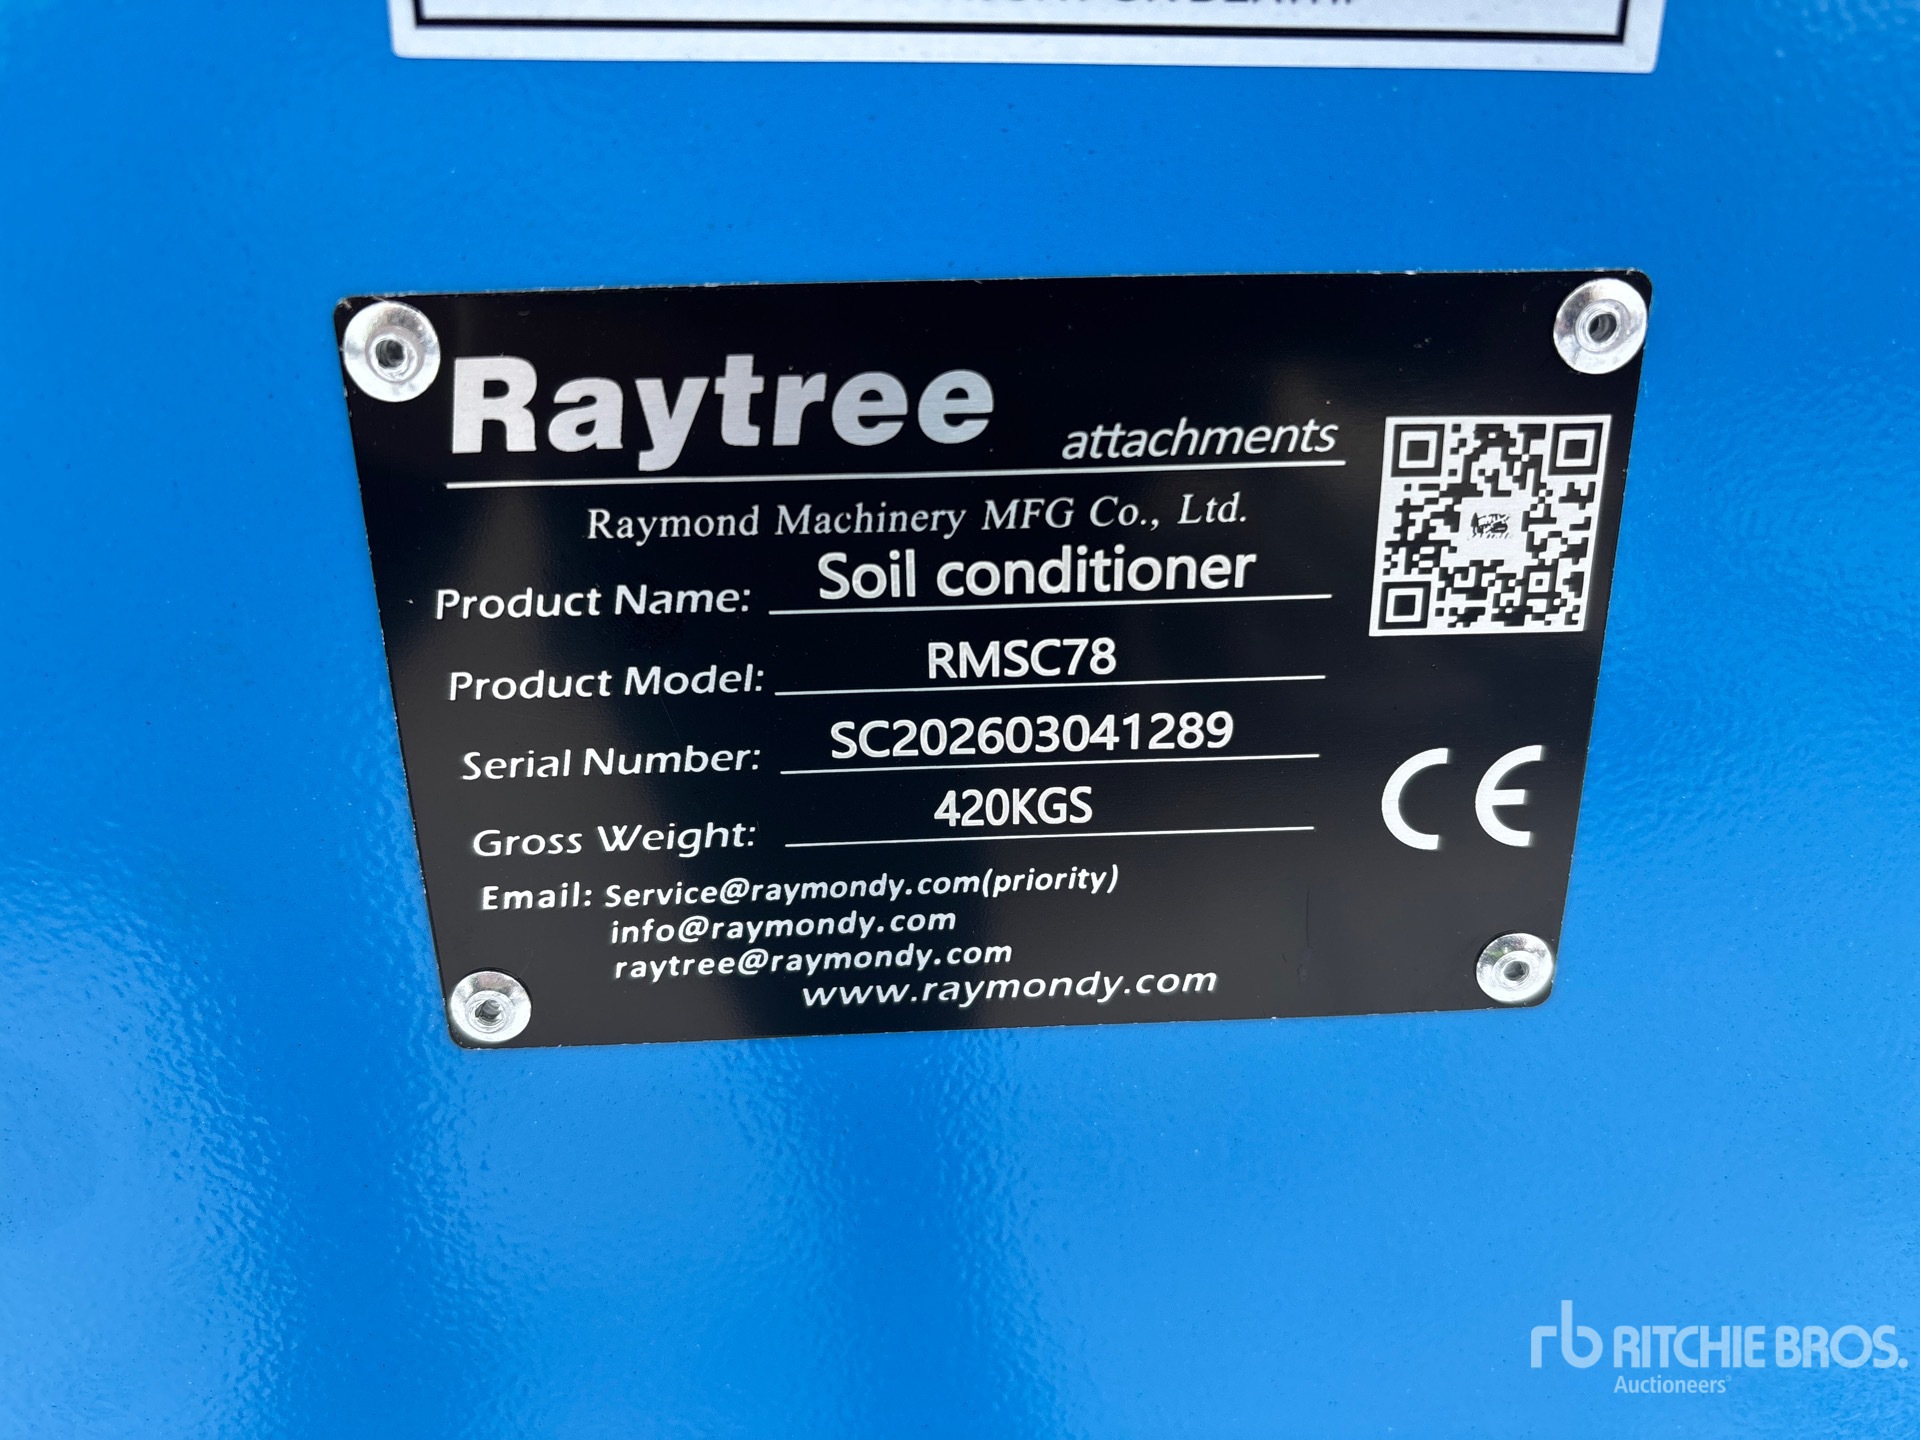 Raytree attachments
Raymond Machinery MFG Co., Ltd.
Product Name: Soil conditioner
Product Model: RMSC78
Serial Number: SC202603041289
Gross Weight: 420KGS
Email: Service@raymondy.com(priority)
info@raymondy.com
raytree@raymondy.com
www.raymondy.com
CE
rb RITCHIE BROS.
Auctioneers